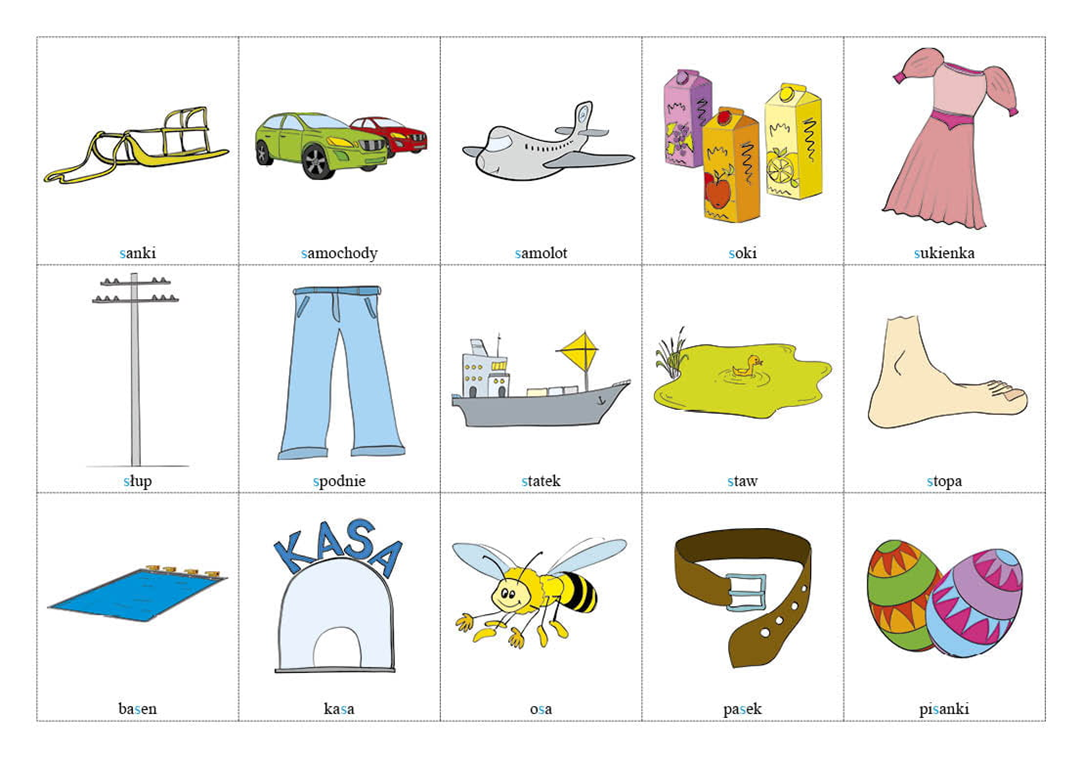 sanki
samochody
samolot
soki
sukienka
słup
spodnie
statek
staw
stopa
KASA
basen
kasa
osa
pasek
pisanki